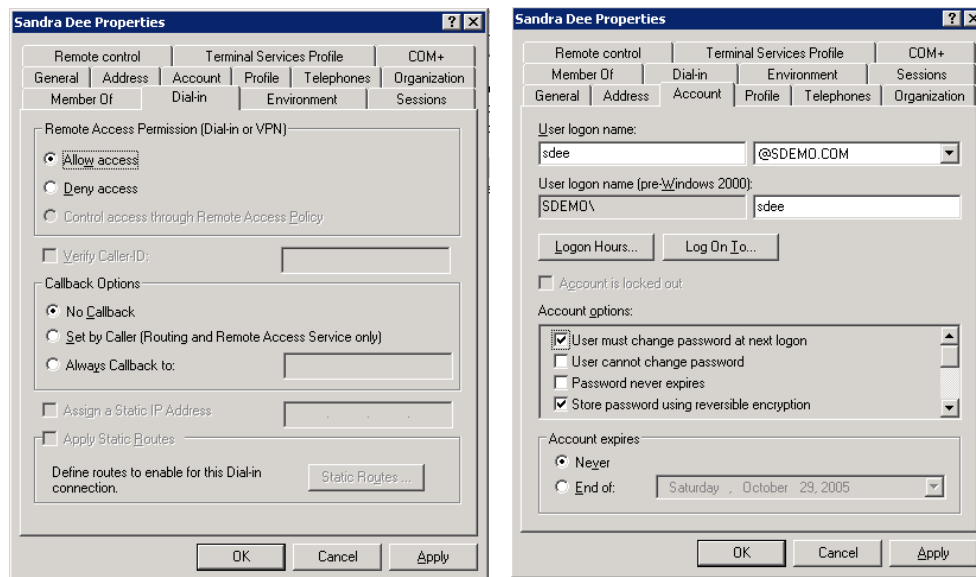 Sandra Dee Properties
Remote control Terminal Services Profile COM+
General Address Account Profile Telephones Organization
Member Of Dial-in Environment Sessions
Remote Access Permission (Dial-in or VPN)
Allow access
Deny access
Control access through Remote Access Policy
Verify Caller-ID:
Callback Options
No Callback
Set by Caller (Routing and Remote Access Service only)
Always Callback to:
Assign a Static IP Address
Apply Static Routes
Define routes to enable for this Dial-in
connection.
Static Routes ...
OK Cancel Apply
Sandra Dee Properties
Remote control Terminal Services Profile COM+
Member Of Dial-in Environment Sessions
General Address Account Profile Telephones Organization
User logon name:
sdee @SDEMO.COM
User logon name (pre-Windows 2000):
SDEMO\ sdee
Logon Hours... Log On To...
Account is locked out
Account options:
User must change password at next logon
User cannot change password
Password never expires
Store password using reversible encryption
Account expires
Never
End of: Saturday , October 29, 2005
OK Cancel Apply